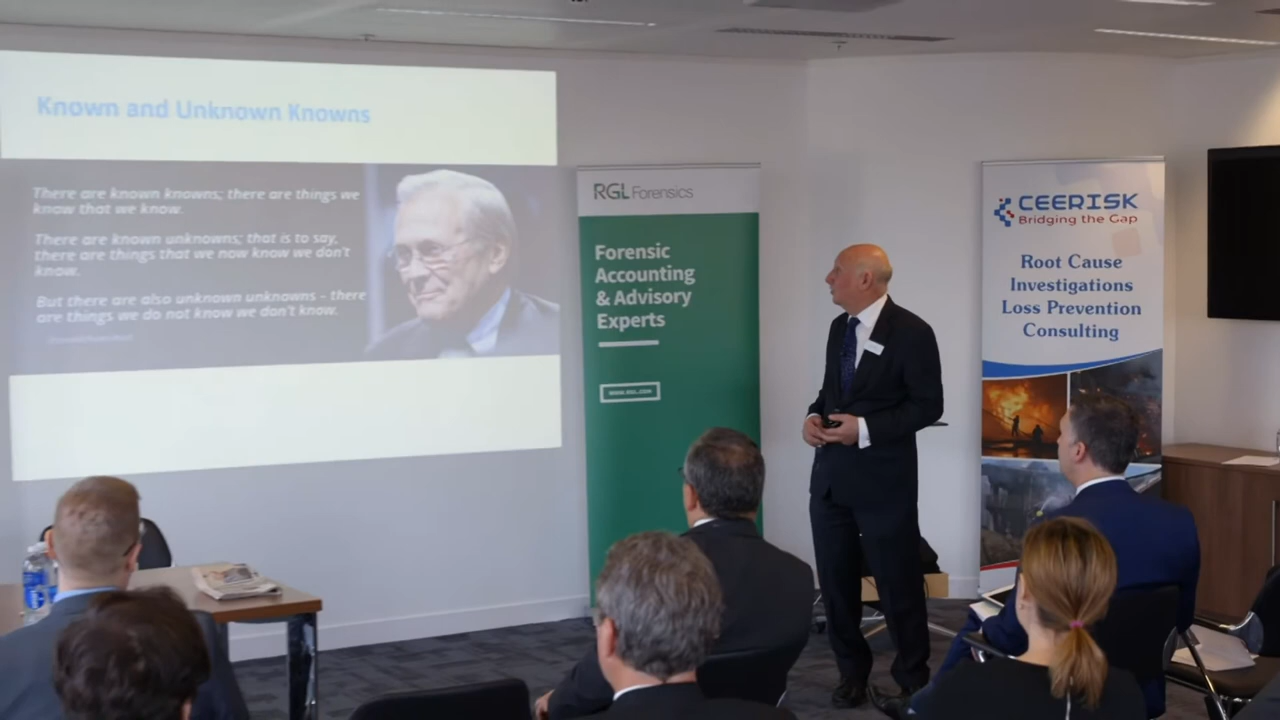 Known and Unknown Knowns
There are known knowns; there are things we
know that we know.
There are known unknowns; that is to say,
there are things that we now know we don't
know.
But there are also unknown unknowns – there
are things we do not know we don't know.
RGL Forensics
Forensic
Accounting
& Advisory
Experts
WWW.RGL.COM
CEERISK
Bridging the Gap
Root Cause
Investigations
Loss Prevention
Consulting